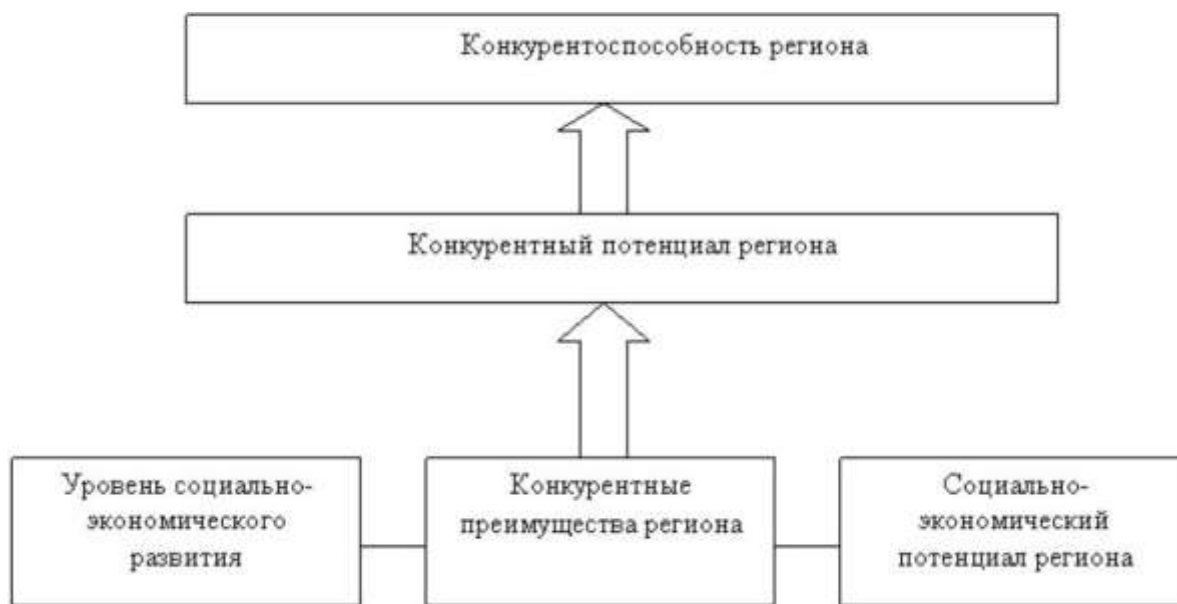 Конкурентоспособность региона
Конкурентный потенциал региона
Уровень социально-
экономического
развития
Конкурентные
преимущества региона
Социально-
экономический
потенциал региона